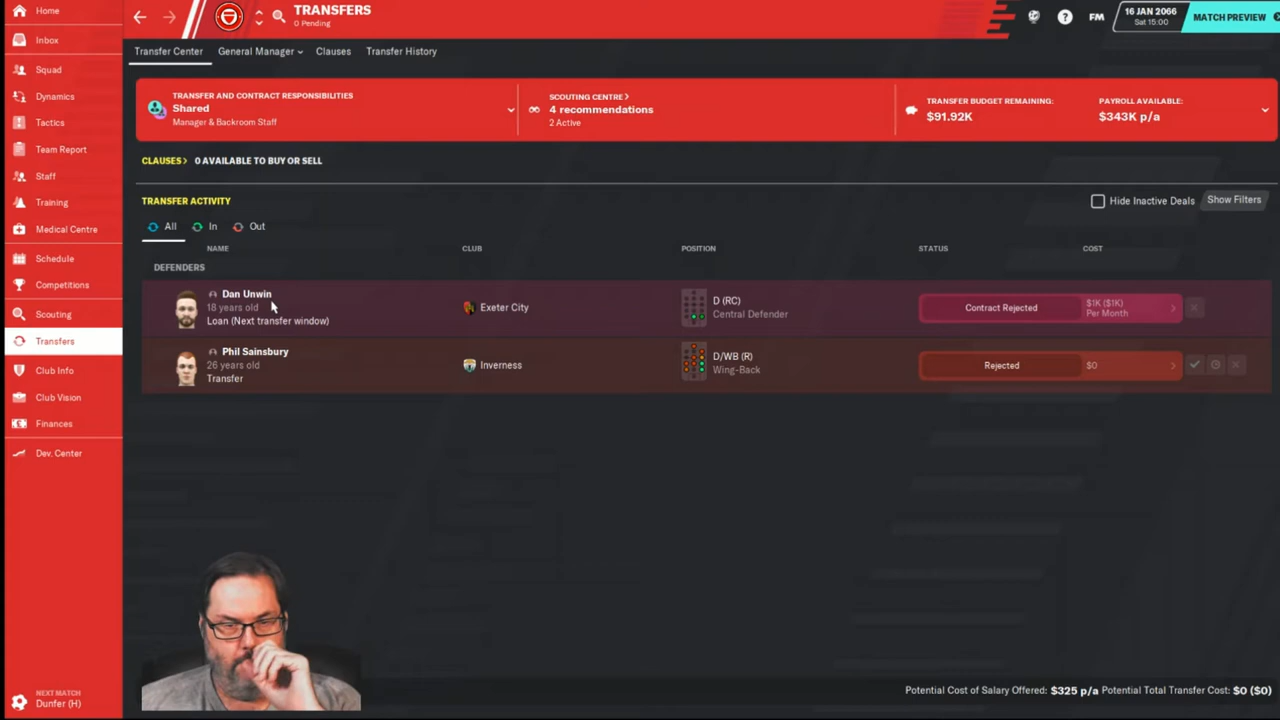 Home
TRANSFERS
0 Pending
FM
16 JAN 2066
Sat 15:00
MATCH PREVIEW
Inbox
Squad
Dynamics
Tactics
Team Report
Staff
Training
Medical Centre
Schedule
Competitions
Scouting
Transfers
Club Info
Club Vision
Finances
Dev. Center
NEXT MATCH
Dunfer (H)
Transfer Center
General Manager
Clauses
Transfer History
TRANSFER AND CONTRACT RESPONSIBILITIES
Shared
Manager & Backroom Staff
SCOUTING CENTRE>
4 recommendations
2 Active
TRANSFER BUDGET REMAINING:
$91.92K
PAYROLL AVAILABLE:
$343K p/a
CLAUSES> 0 AVAILABLE TO BUY OR SELL
TRANSFER ACTIVITY
Hide Inactive Deals
Show Filters
All In Out
NAME CLUB POSITION STATUS COST
DEFENDERS
Dan Unwin
18 years old
Loan (Next transfer window)
Exeter City
D (RC)
Central Defender
Contract Rejected
$1K ($1K)
Per Month
Phil Sainsbury
26 years old
Transfer
Inverness
D/WB (R)
Wing-Back
Rejected
$0
Potential Cost of Salary Offered: $325 p/a Potential Total Transfer Cost: $0 ($0)